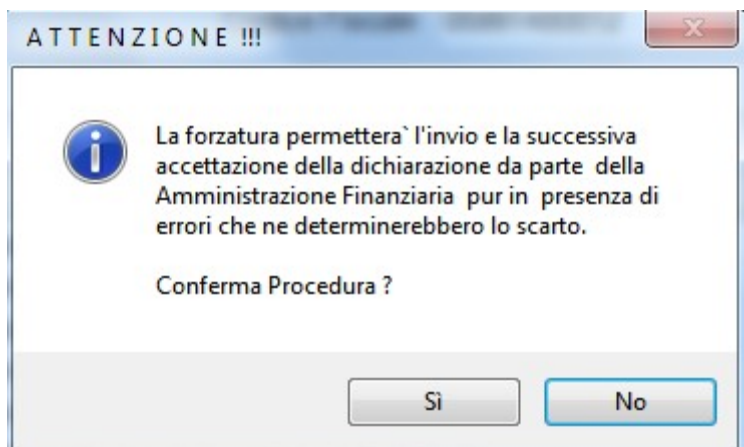 A T T E N Z I O N E !!!
La forzatura permettera` l'invio e la successiva
accettazione della dichiarazione da parte  della
Amministrazione Finanziaria  pur in  presenza di
errori che ne determinerebbero lo scarto.
Conferma Procedura ?
Sì
No